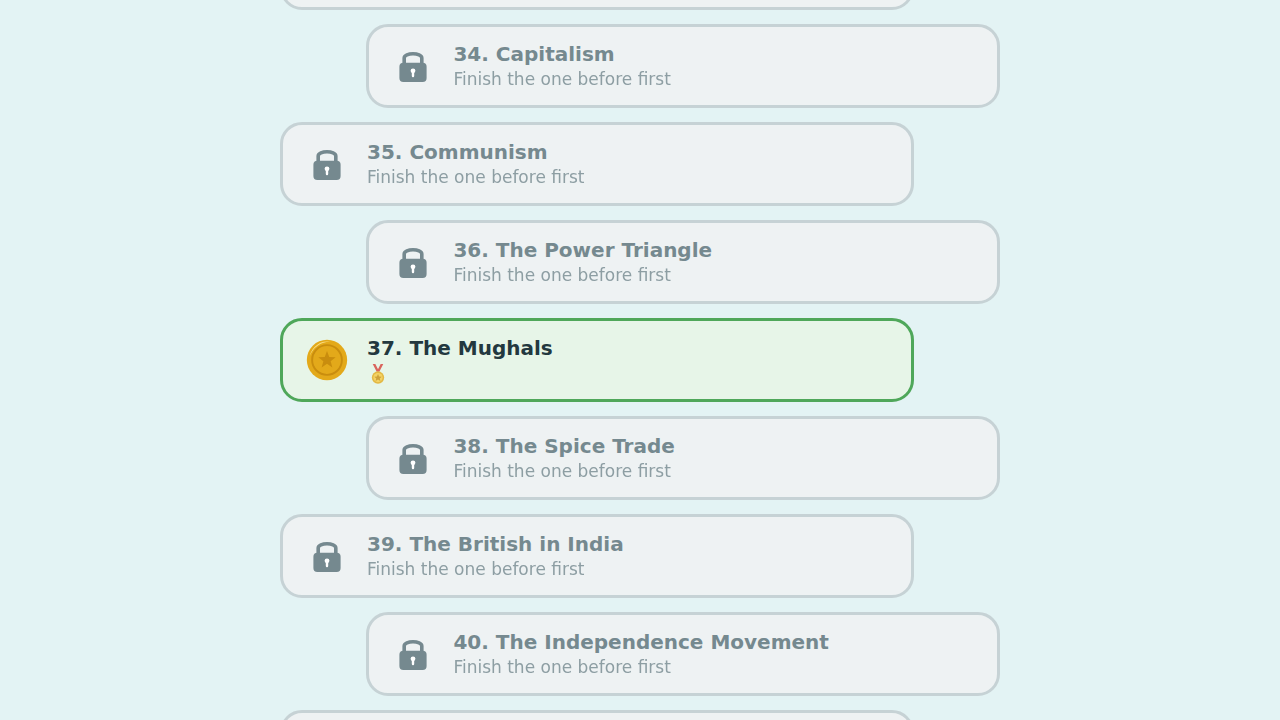 34. Capitalism
Finish the one before first
35. Communism
Finish the one before first
36. The Power Triangle
Finish the one before first
37. The Mughals
38. The Spice Trade
Finish the one before first
39. The British in India
Finish the one before first
40. The Independence Movement
Finish the one before first